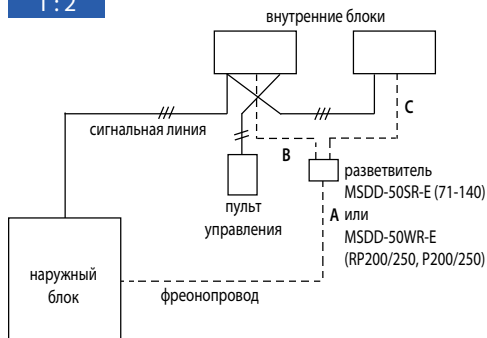 1 : 2
внутренние блоки
сигнальная линия
C
B
пульт
управления
разветвитель
MSDD-50SR-E (71-140)
A или
MSDD-50WR-E
(RP200/250, P200/250)
наружный
блок
фреонопровод